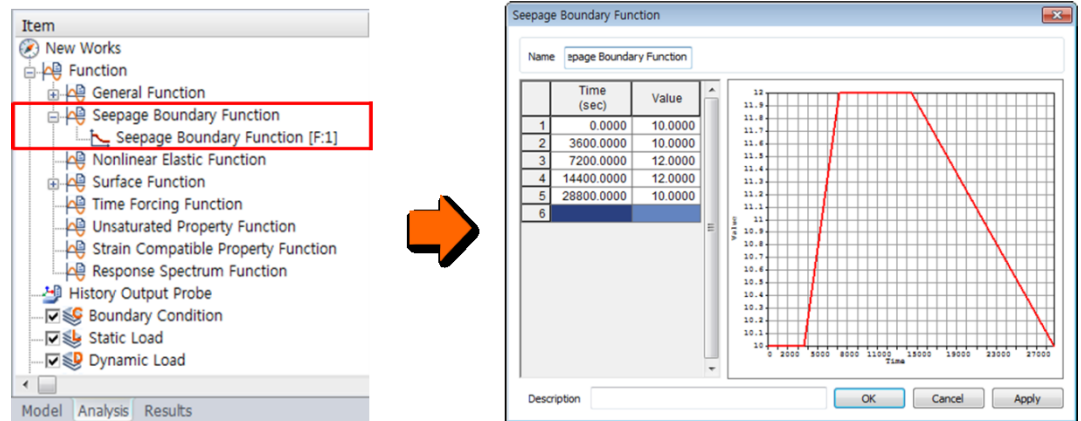 Item
New Works
Function
General Function
Seepage Boundary Function
Seepage Boundary Function [F:1]
Nonlinear Elastic Function
Surface Function
Time Forcing Function
Unsaturated Property Function
Strain Compatible Property Function
Response Spectrum Function
History Output Probe
Boundary Condition
Static Load
Dynamic Load
Model Analysis Results
Seepage Boundary Function
Name epage Boundary Function
Time (sec) Value
1 0.0000 10.0000
2 3600.0000 10.0000
3 7200.0000 12.0000
4 14400.0000 12.0000
5 28800.0000 10.0000
6
12
11.9
11.8
11.7
11.6
11.5
11.4
11.3
11.2
11.1
11
10.9
10.8
10.7
10.6
10.5
10.4
10.3
10.2
10.1
10
Value
0 2000 5000 8000 11000 15000 19000 23000 27000
Time
Description
OK Cancel Apply